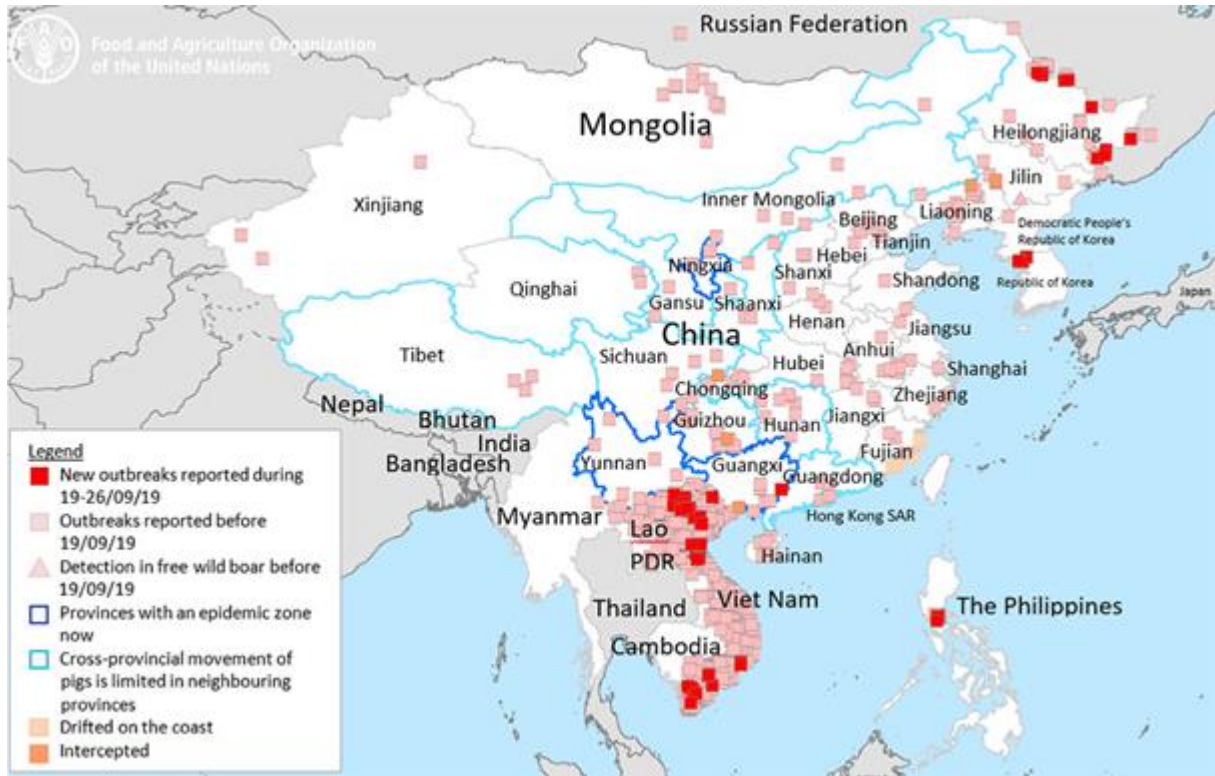 Food and Agriculture Organization
of the United Nations
Russian Federation
Mongolia
Heilongjiang
Jilin
Xinjiang
Inner Mongolia
Liaoning
Beijing
Tianjin
Democratic People's
Republic of Korea
Hebei
Ningxia
Shanxi
Shandong
Republic of Korea
Japan
Qinghai
Gansu
Shaanxi
Henan
Jiangsu
China
Tibet
Sichuan
Hubei
Anhui
Shanghai
Chongqing
Zhejiang
Nepal
Bhutan
Guizhou
Hunan
Jiangxi
India
Bangladesh
Yunnan
Guangxi
Fujian
Guangdong
Myanmar
Hong Kong SAR
Lao
PDR
Hainan
Thailand
Viet Nam
The Philippines
Cambodia
Legend
New outbreaks reported during
19-26/09/19
Outbreaks reported before
19/09/19
Detection in free wild boar before
19/09/19
Provinces with an epidemic zone
now
Cross-provincial movement of
pigs is limited in neighbouring
provinces
Drifted on the coast
Intercepted